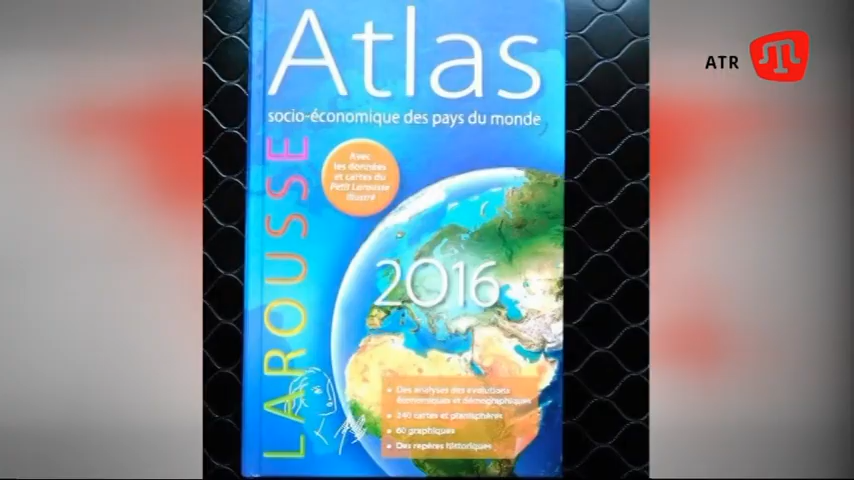 ATR
Atlas
socio-économique des pays du monde
LAROUSSE
Avec
les données
et cartes du
Petit Larousse
illustré
2016
Des analyses des évolutions
économiques et démographiques
240 cartes et planisphères
60 graphiques
Des repères historiques